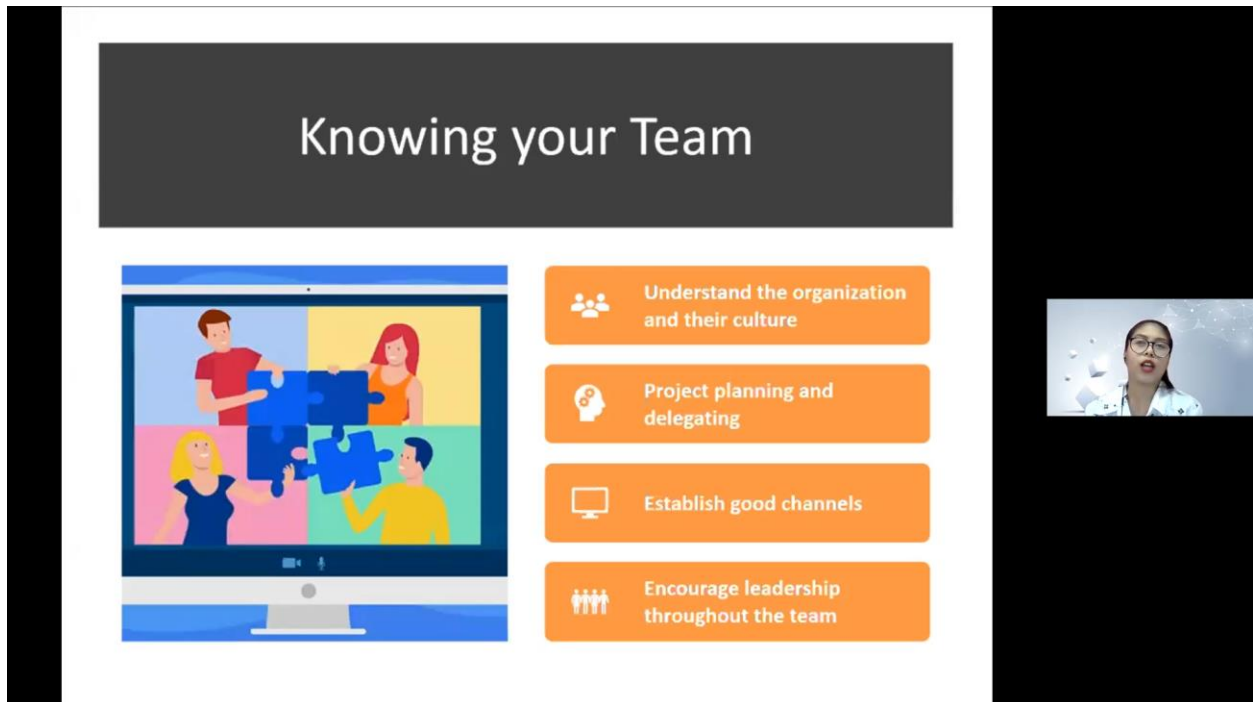 Knowing your Team
Understand the organization
and their culture
Project planning and
delegating
Establish good channels
Encourage leadership
throughout the team